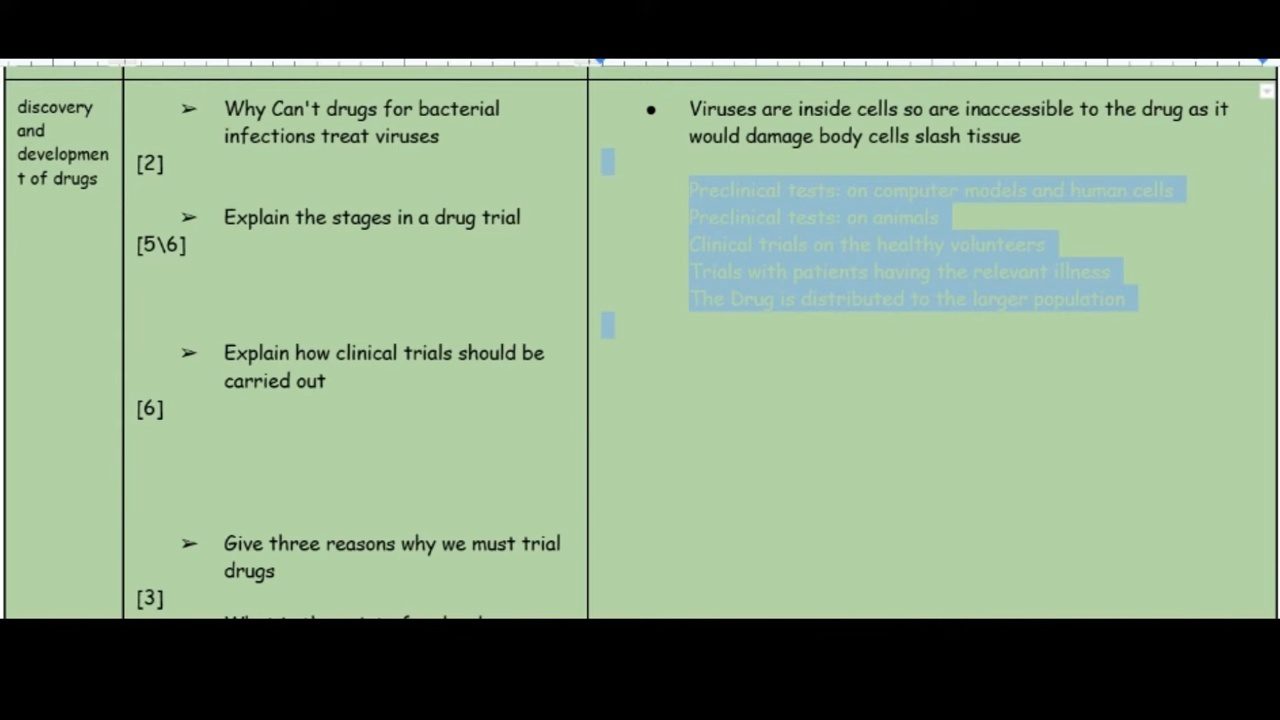 discovery
and
developmen
t of drugs
➢ Why Can't drugs for bacterial
infections treat viruses
[2]
➢ Explain the stages in a drug trial
[5\6]
➢ Explain how clinical trials should be
carried out
[6]
➢ Give three reasons why we must trial
drugs
[3]
● Viruses are inside cells so are inaccessible to the drug as it
would damage body cells slash tissue
Preclinical tests: on computer models and human cells
Preclinical tests: on animals
Clinical trials on the healthy volunteers
Trials with patients having the relevant illness
The Drug is distributed to the larger population